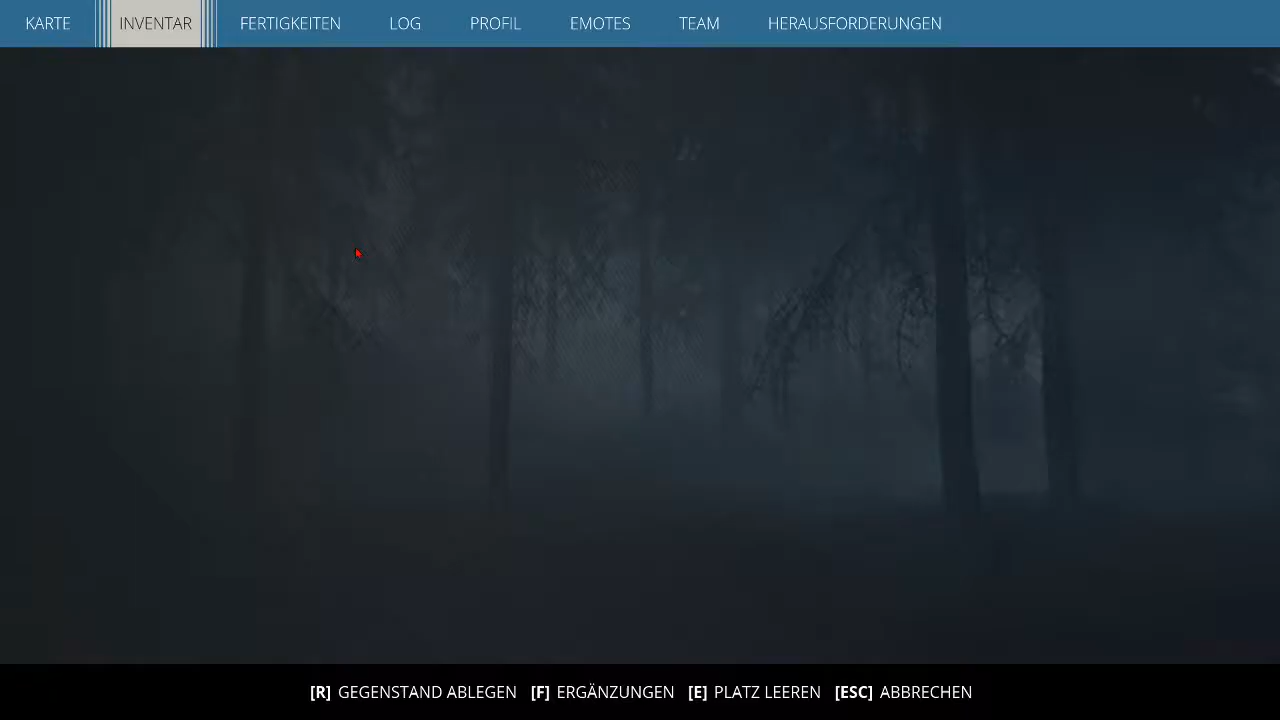 KARTE INVENTAR FERTIGKEITEN LOG PROFIL EMOTES TEAM HERAUSFORDERUNGEN
[R] GEGENSTAND ABLEGEN [F] ERGÄNZUNGEN [E] PLATZ LEEREN [ESC] ABBRECHEN